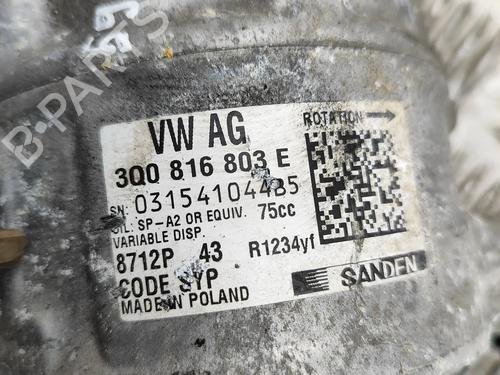 VW AG
ROTATION
3Q0 816 803 E
SN: 031541044B5
OIL: SP-A2 OR EQUIV. 75cc
VARIABLE DISP.
8712P 43 R1234yf
CODE SYP
MADE IN POLAND
SANDEN
B-PARTS